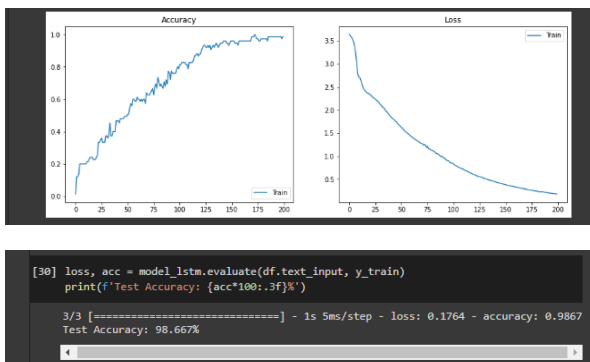 Accuracy
1.0
0.8
0.6
0.4
0.2
0.0
0 25 50 75 100 125 150 175 200
Train
Loss
3.5
3.0
2.5
2.0
1.5
1.0
0.5
0 25 50 75 100 125 150 175 200
Train
[30] loss, acc = model_lstm.evaluate(df.text_input, y_train)
print(f'Test Accuracy: {acc*100:.3f}%')
3/3 [==============================] - 1s 5ms/step - loss: 0.1764 - accuracy: 0.9867
Test Accuracy: 98.667%